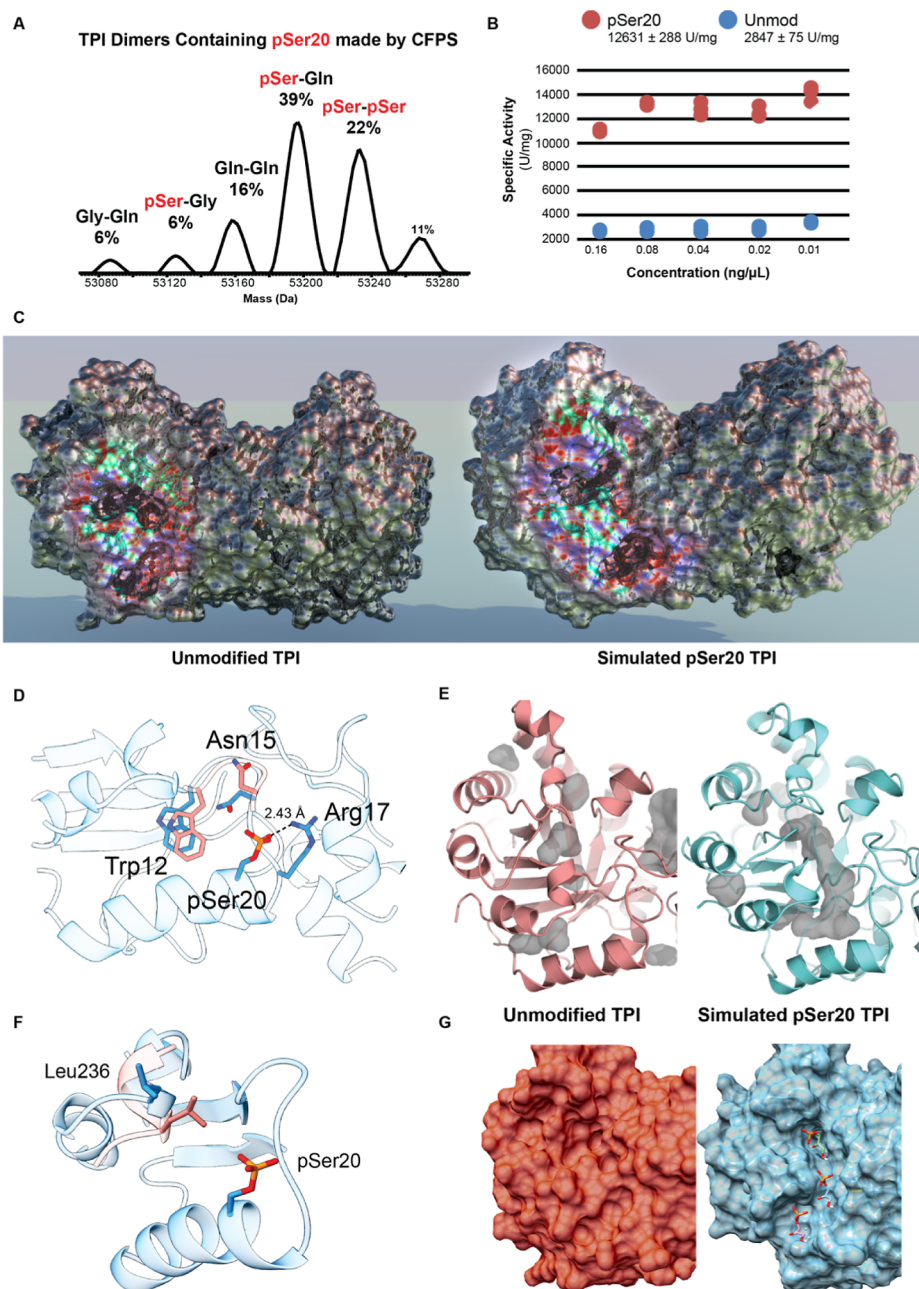 A
TPI Dimers Containing pSer20 made by CFPS
pSer-Gln
39%
pSer-pSer
22%
Gln-Gln
16%
pSer-Gly
6%
Gly-Gln
6%
11%
53080 53120 53160 53200 53240 53280
Mass (Da)
B
pSer20
12631 ± 288 U/mg
Unmod
2847 ± 75 U/mg
16000
14000
12000
10000
8000
6000
4000
2000
Specific Activity
(U/mg)
0.16 0.08 0.04 0.02 0.01
Concentration (ng/µL)
C
Unmodified TPI
Simulated pSer20 TPI
D
Asn15
2.43 Å
Arg17
Trp12
pSer20
E
Unmodified TPI
Simulated pSer20 TPI
F
Leu236
pSer20
G